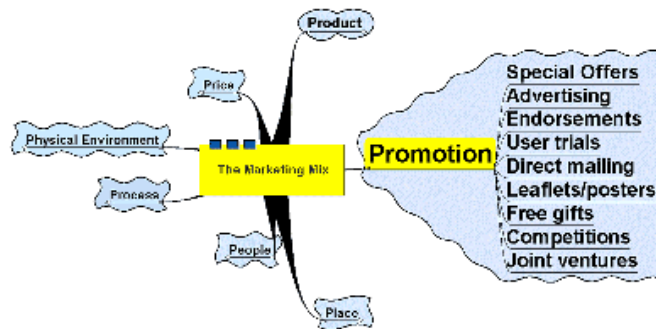 Product
Price
Physical Environment
The Marketing Mix
Process
People
Place
Promotion
Special Offers
Advertising
Endorsements
User trials
Direct mailing
Leaflets/posters
Free gifts
Competitions
Joint ventures